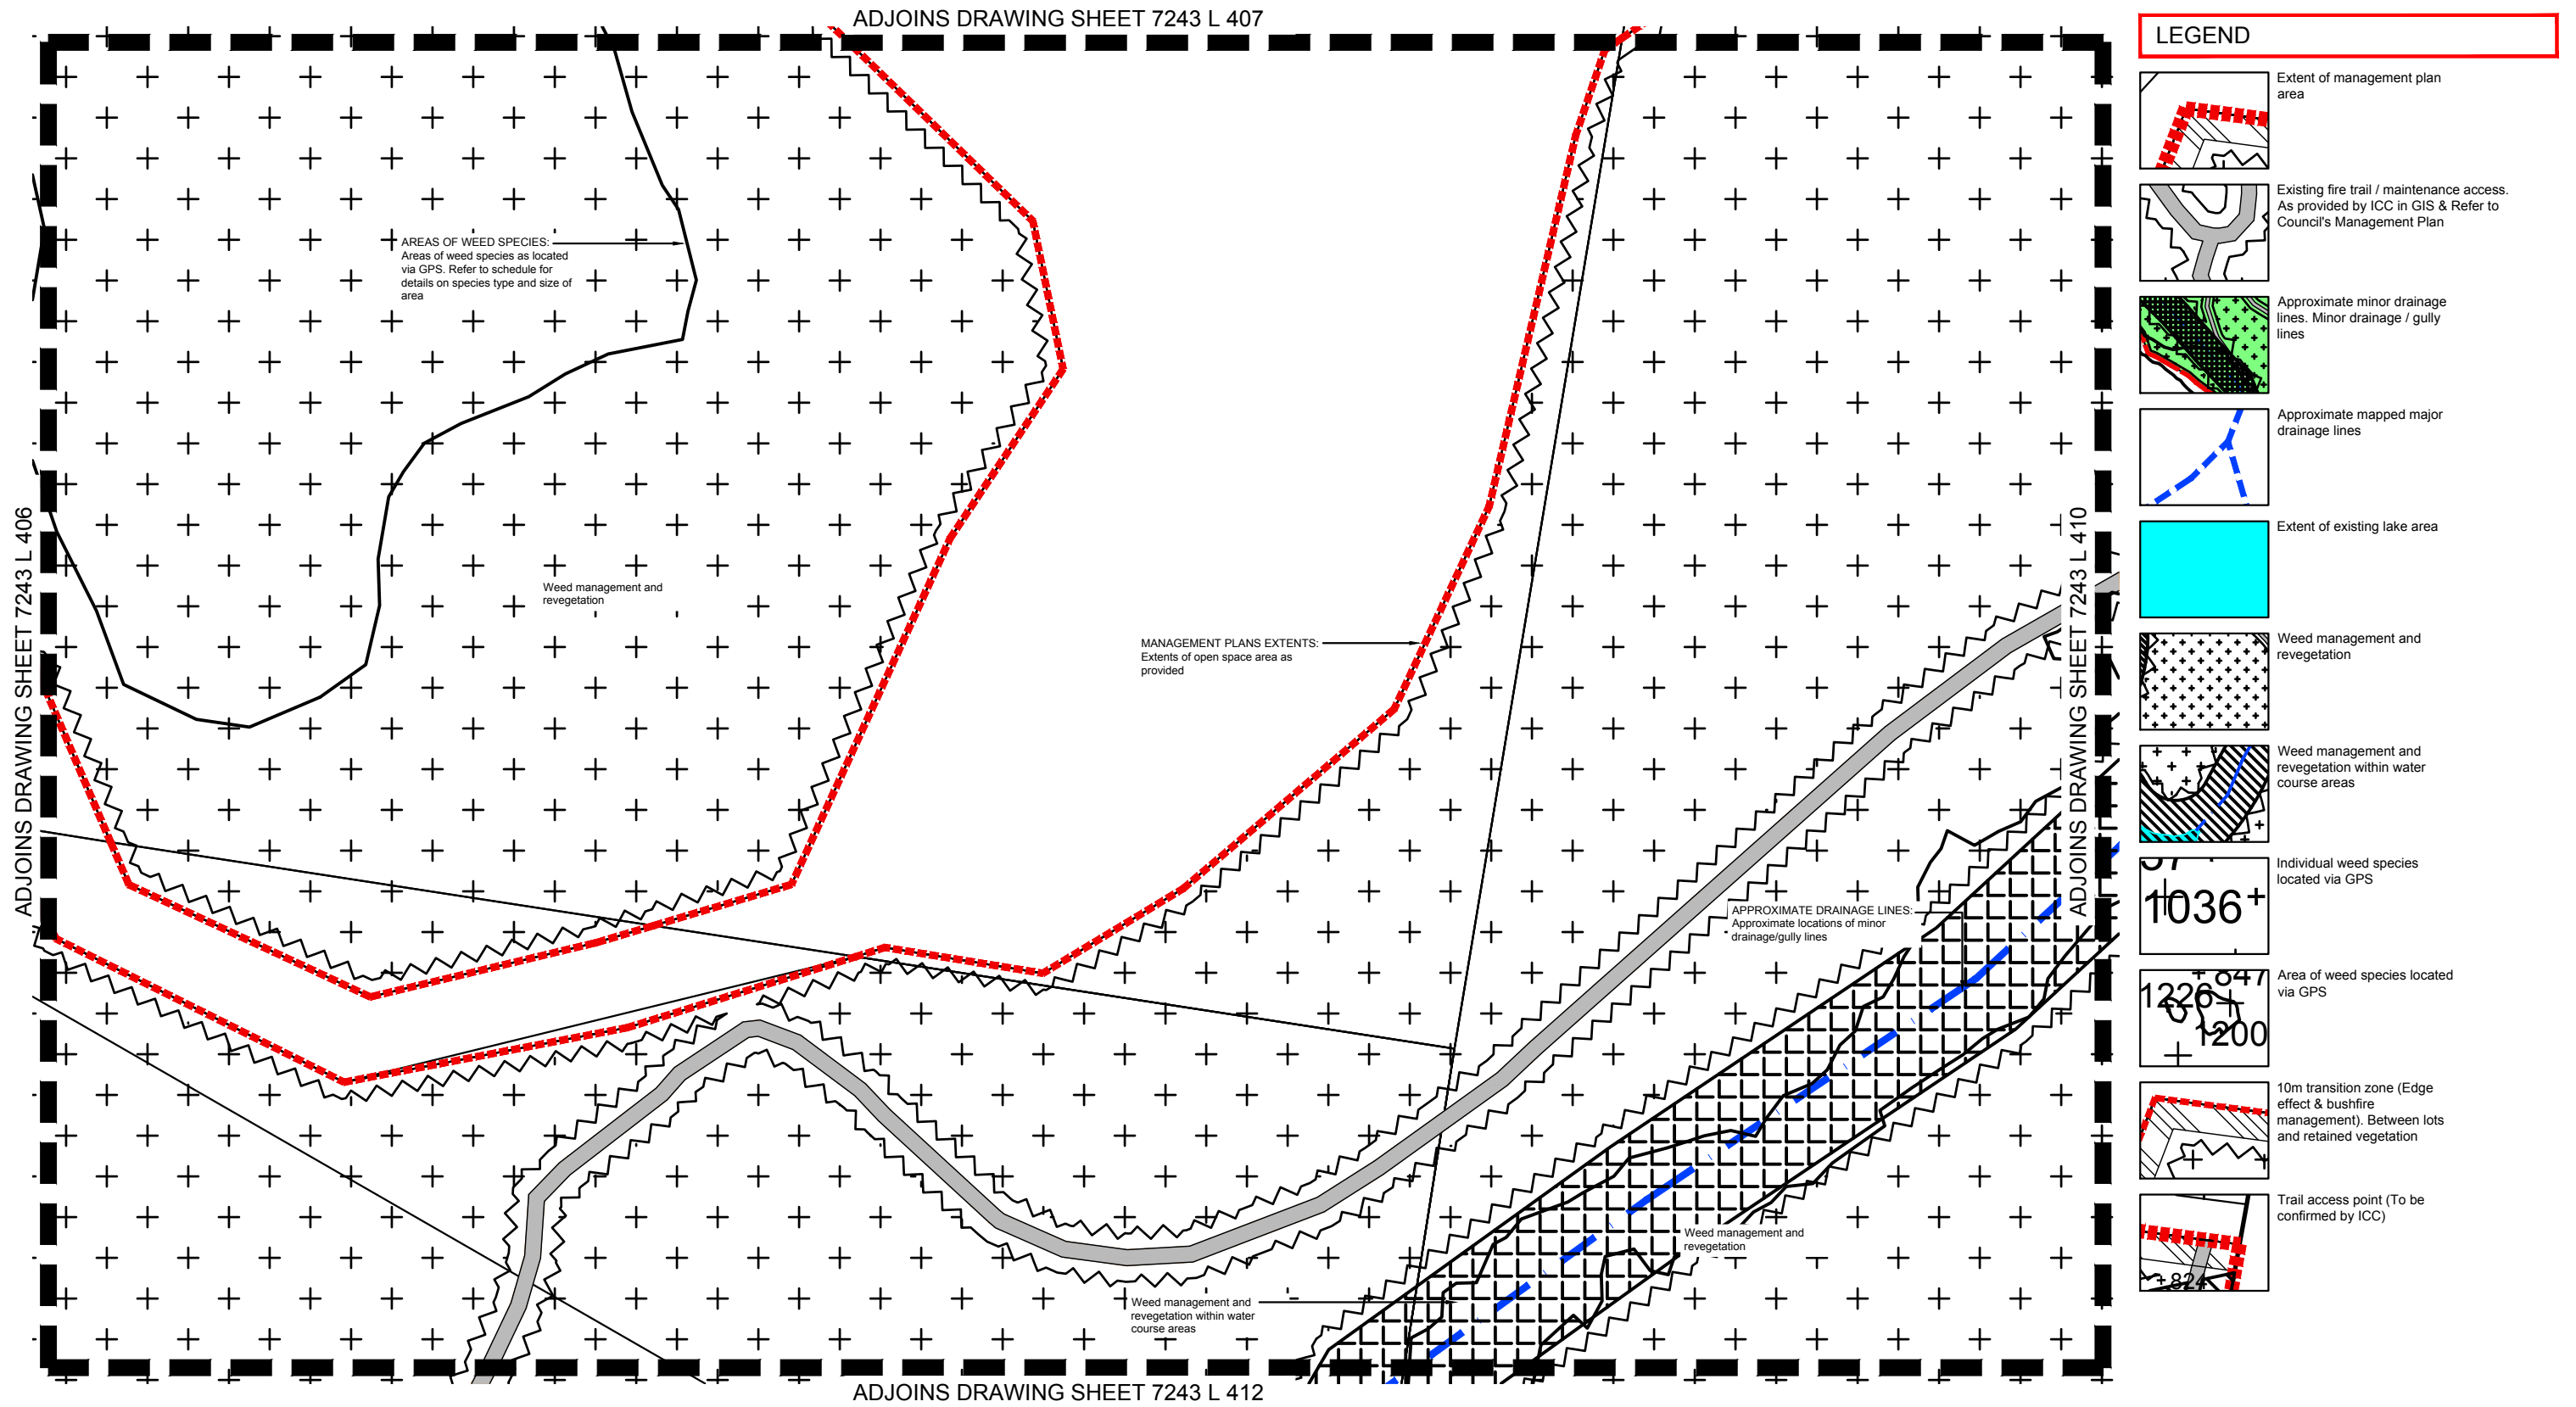 ADJOINS DRAWING SHEET 7243 L 407
LEGEND
Extent of management plan
area
Existing fire trail / maintenance access.
As provided by ICC in GIS & Refer to
Council's Management Plan
Approximate minor drainage
lines. Minor drainage / gully
lines
Approximate mapped major
drainage lines
Extent of existing lake area
Weed management and
revegetation
Weed management and
revegetation within water
course areas
57
1036
Individual weed species
located via GPS
847
1226
1200
Area of weed species located
via GPS
10m transition zone (Edge
effect & bushfire
management). Between lots
and retained vegetation
824
Trail access point (To be
confirmed by ICC)
AREAS OF WEED SPECIES:
Areas of weed species as located
via GPS. Refer to schedule for
details on species type and size of
area
Weed management and
revegetation
MANAGEMENT PLANS EXTENTS:
Extents of open space area as
provided
ADJOINS DRAWING SHEET 7243 L 406
ADJOINS DRAWING SHEET 7243 L 410
APPROXIMATE DRAINAGE LINES:
Approximate locations of minor
drainage/gully lines
Weed management and
revegetation
Weed management and
revegetation within water
course areas
ADJOINS DRAWING SHEET 7243 L 412